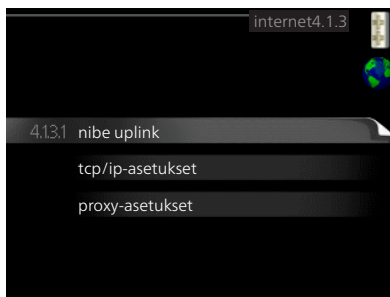 internet4.1.3
4.1.3.1 nibe uplink
tcp/ip-asetukset
proxy-asetukset